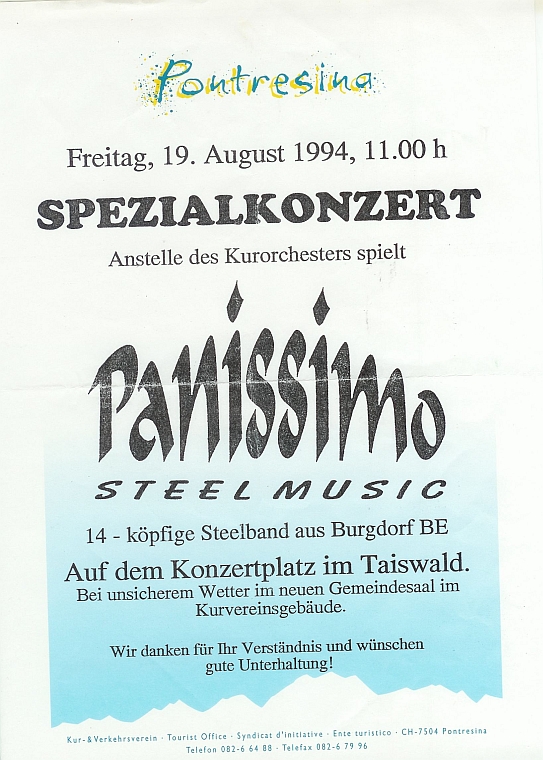 Pontresina
Freitag, 19. August 1994, 11.00 h
SPEZIALKONZERT
Anstelle des Kurorchesters spielt
Panissimo
STEEL MUSIC
14 - köpfige Steelband aus Burgdorf BE
Auf dem Konzertplatz im Taiswald.
Bei unsicherem Wetter im neuen Gemeindesaal im
Kurvereinsgebäude.
Wir danken für Ihr Verständnis und wünschen
gute Unterhaltung!
Kur- & Verkehrsverein · Tourist Office · Syndicat d'initiative · Ente turistico · CH-7504 Pontresina
Telefon 082-6 64 88 · Telefax 082-6 79 96